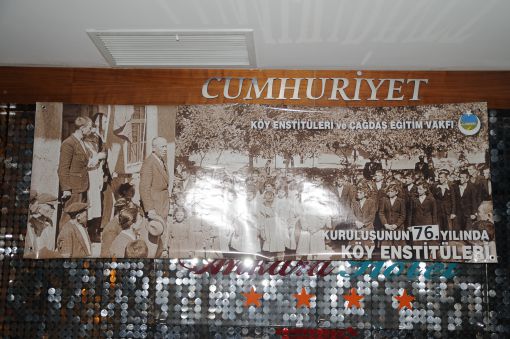 CUMHURİYET
KÖY ENSTİTÜLERİ ve ÇAĞDAŞ EĞİTİM VAKFI
KURULUŞUNUN 76. YILINDA
KÖY ENSTİTÜLERİ.